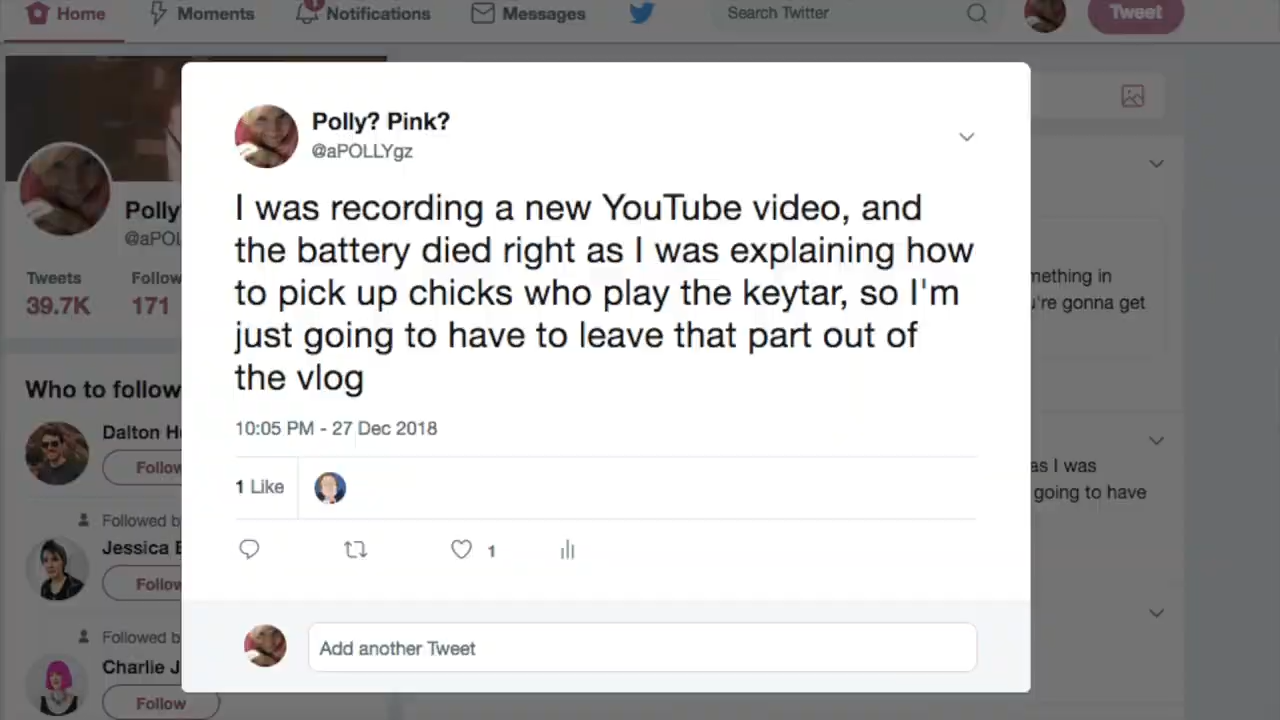 Home Moments Notifications Messages Search Twitter Tweet
Polly? Pink?
@aPOLLYgz
I was recording a new YouTube video, and
the battery died right as I was explaining how
to pick up chicks who play the keytar, so I'm
just going to have to leave that part out of
the vlog
10:05 PM - 27 Dec 2018
1 Like
1
Add another Tweet
Polly
@aPOL
Tweets Follow
39.7K 171
Who to follow
Dalton H
Follow
Followed b
Jessica
Follow
Followed b
Charlie J
Follow
nething in
're gonna get
as I was
going to have